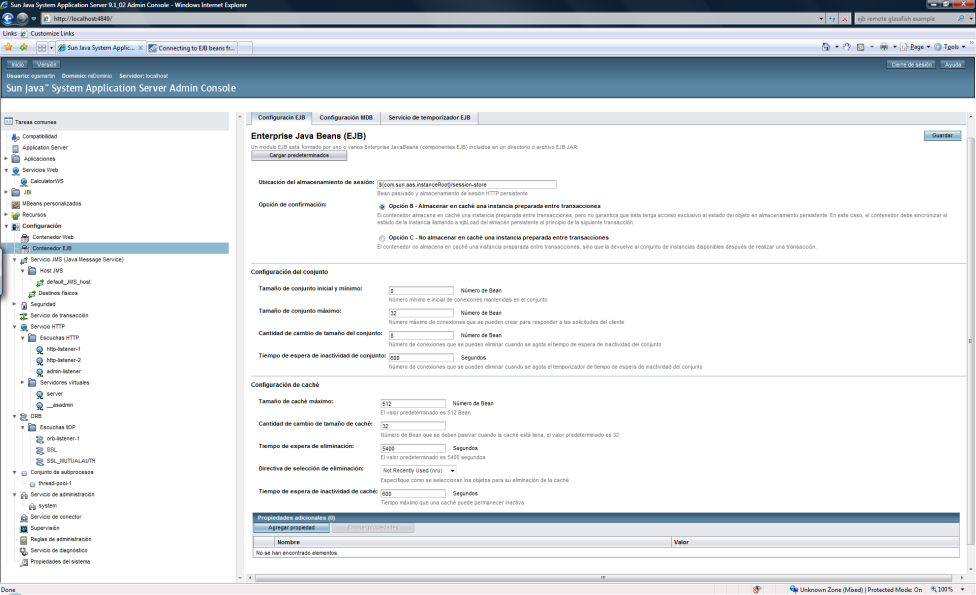 Sun Java System Application Server 9.1_02 Admin Console - Windows Internet Explorer
http://localhost:4849/
ejb remote glassfish example
Links Customize Links
Sun Java System Applic... Connecting to EJB beans fr...
Page Tools
Inicio Versión Cierre de sesión Ayuda
Usuario: egamartin Dominio: mDominio Servidor: localhost
Sun Java™ System Application Server Admin Console
Tareas comunes
Compatibilidad
Application Server
Aplicaciones
Servicios Web
CalculatorWS
JBI
MBeans personalizados
Recursos
Configuración
Contenedor Web
Contenedor EJB
Servicio JMS (Java Message Service)
Host JMS
default_JMS_host
Destinos físicos
Seguridad
Servicio de transacción
Servicio HTTP
Escuchas HTTP
http-listener-1
http-listener-2
admin-listener
Servidores virtuales
server
__asadmin
ORB
Escuchas IIOP
orb-listener-1
SSL
SSL_MUTUALAUTH
Conjunto de subprocesos
thread-pool-1
Servicio de administración
system
Servicio de conector
Supervisión
Reglas de administración
Servicio de diagnóstico
Propiedades del sistema
Configuracin EJB Configuración MDB Servicio de temporizador EJB
Enterprise Java Beans (EJB)
Guardar
Un módulo EJB está formado por uno o varios Enterprise JavaBeans (componentes EJB) incluidos en un directorio o archivo EJB JAR.
Cargar predeterminados
Ubicación del almacenamiento de sesión: ${com.sun.aas.instanceRoot}/session-store
Bean pasivado y almacenamiento de sesión HTTP persistente
Opción de confirmación: Opción B - Almacenar en caché una instancia preparada entre transacciones
El contenedor almacena en caché una instancia preparada entre transacciones, pero no garantiza que ésta tenga acceso exclusivo al estado del objeto en almacenamiento persistente. En este caso, el contenedor debe sincronizar el
estado de la instancia llamando a ejbLoad del almacén persistente al principio de la siguiente transacción.
Opción C - No almacenar en caché una instancia preparada entre transacciones
El contenedor no almacena en caché una instancia preparada entre transacciones, sino que la devuelve al conjunto de instancias disponibles después de realizar una transacción.
Configuración del conjunto
Tamaño de conjunto inicial y mínimo: 8 Número de Bean
Número mínimo e inicial de conexiones mantenidas en el conjunto
Tamaño de conjunto máximo: 32 Número de Bean
Número máximo de conexiones que se pueden crear para responder a las solicitudes del cliente
Cantidad de cambio de tamaño del conjunto: 8 Número de Bean
Número de conexiones que se pueden eliminar cuando se agota el tiempo de espera de inactividad del conjunto
Tiempo de espera de inactividad de conjunto: 600 Segundos
Número de conexiones que se pueden eliminar cuando se agota el temporizador de tiempo de espera de inactividad del conjunto
Configuración de caché
Tamaño de caché máximo: 512 Número de Bean
El valor predeterminado es 512 Bean
Cantidad de cambio de tamaño de caché: 32
Número de Bean que se deben pasivar cuando la caché está llena; el valor predeterminado es 32
Tiempo de espera de eliminación: 5400 Segundos
El valor predeterminado es 5400 segundos
Directiva de selección de eliminación: Not Recently Used (nru)
Especifique cómo se seleccionan los objetos para su eliminación de la caché
Tiempo de espera de inactividad de caché: 600 Segundos
Tiempo máximo que una caché puede permanecer inactiva
Propiedades adicionales (0)
Agregar propiedad
Nombre Valor
No se han encontrado elementos.
Done Unknown Zone (Mixed) | Protected Mode: On 100%